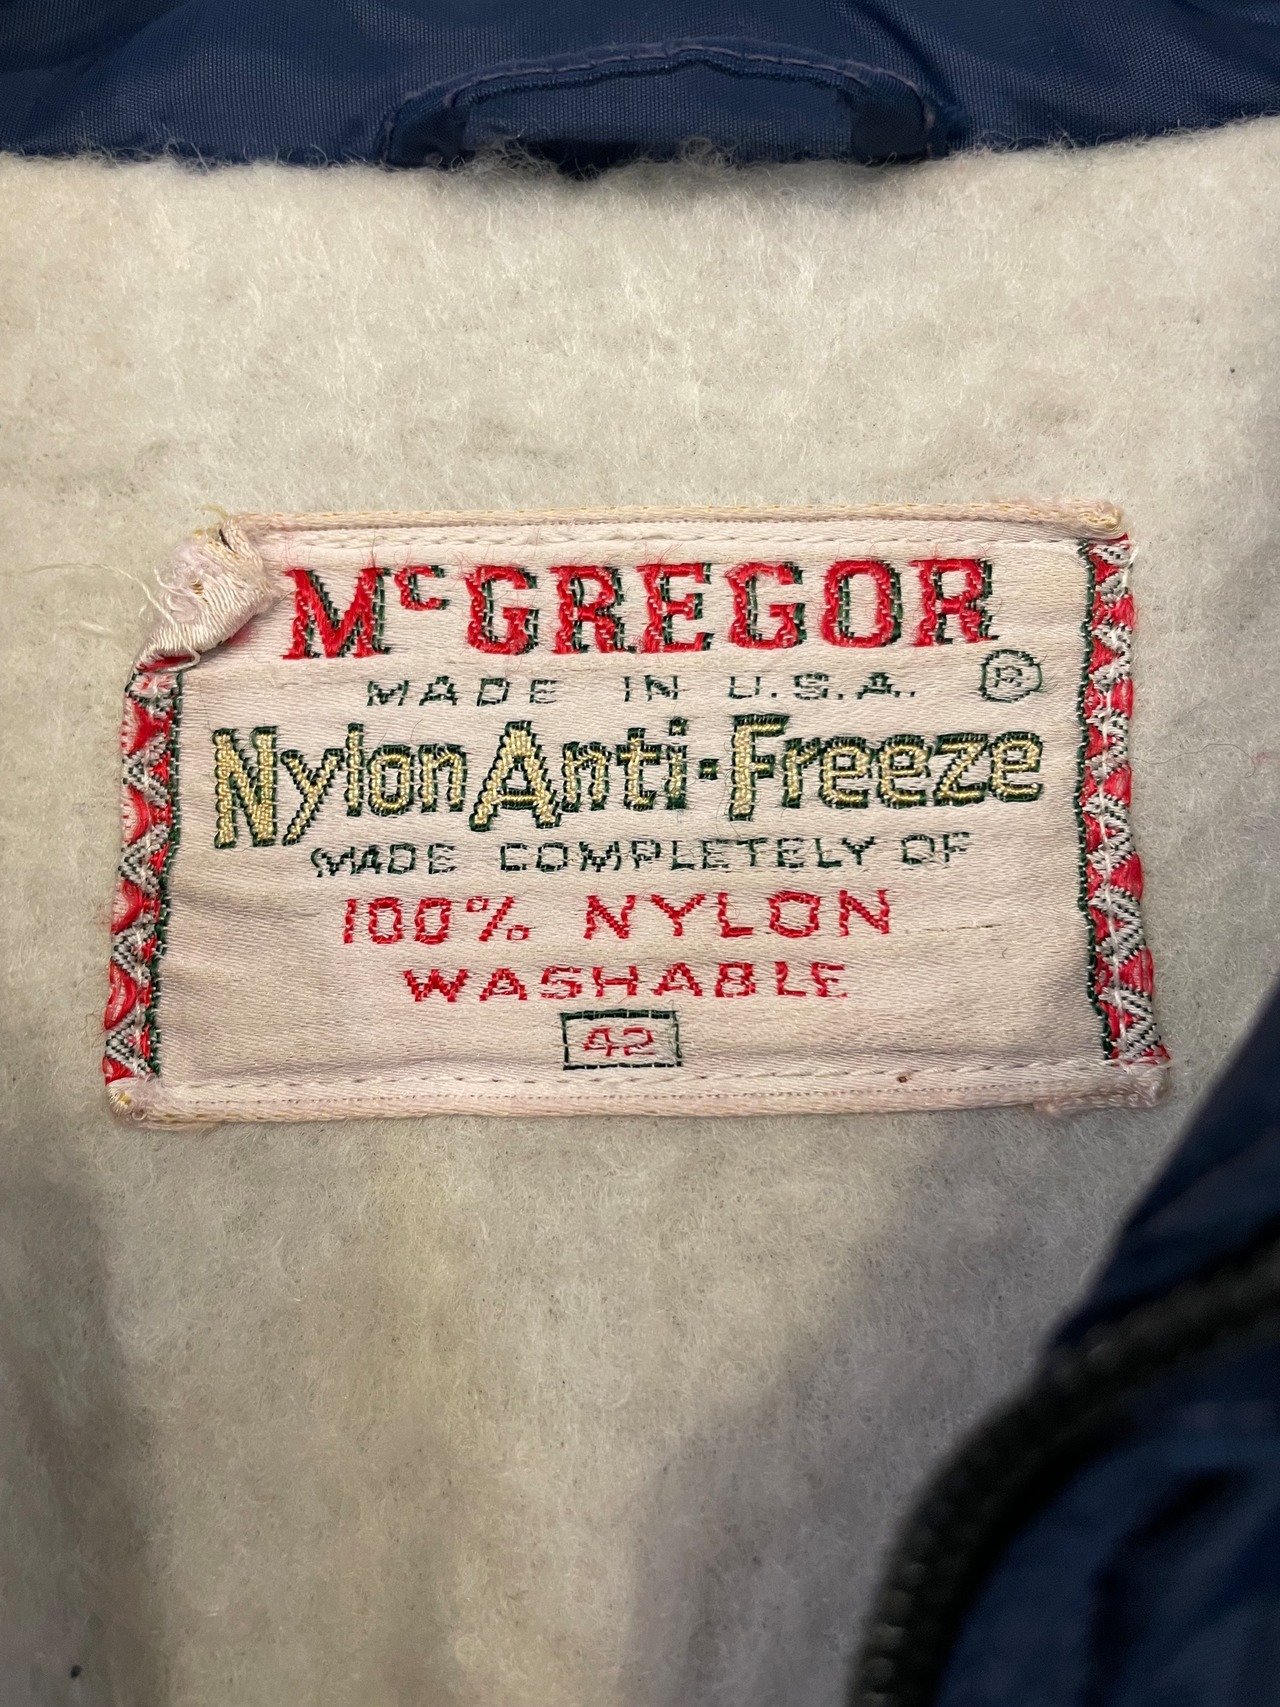 McGREGOR
MADE IN U.S.A. ®
Nylon Anti-Freeze
MADE COMPLETELY OF
100% NYLON
WASHABLE
42